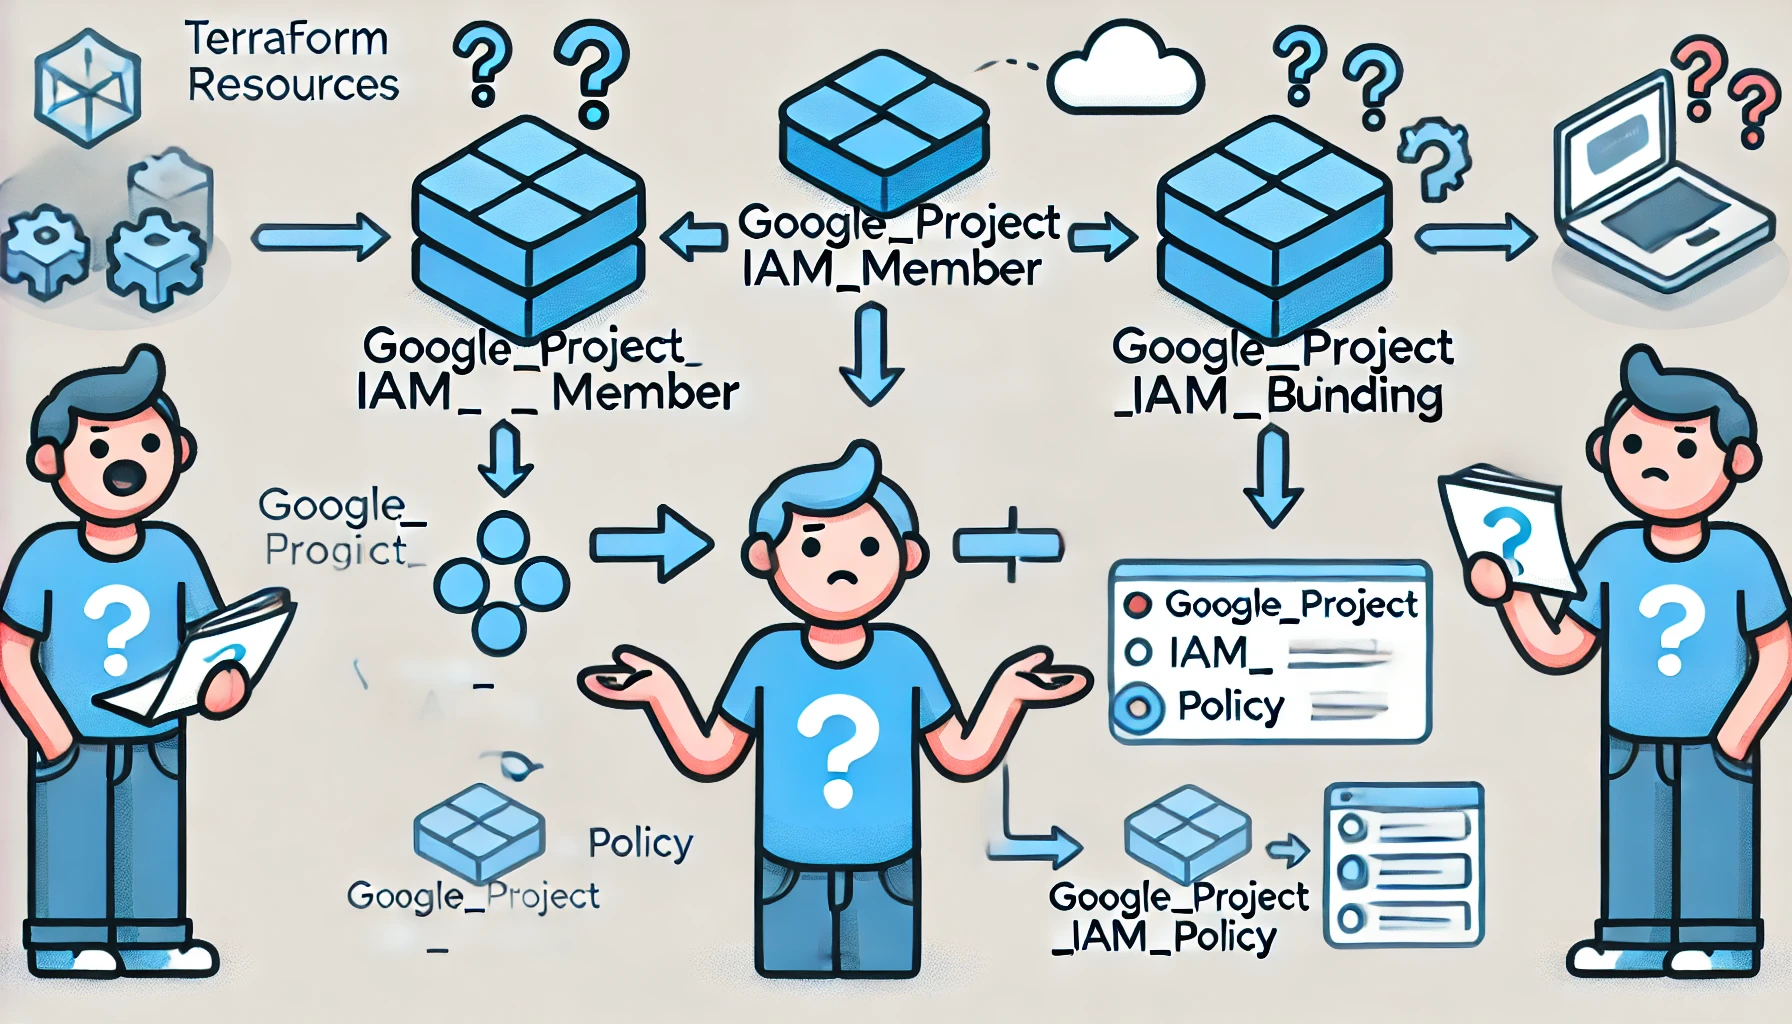 Terraform
Resources
Google_Project
IAM_Member
Google_Project_
IAM_ _ Member
Google_Project
_IAM_Bunding
Google_
Progict_
Google_Project
IAM_
Policy
Policy
Google_Project
_
Google_Project
_IAM_Policy
?
?
?
?
?
?
?
?
?
?
?